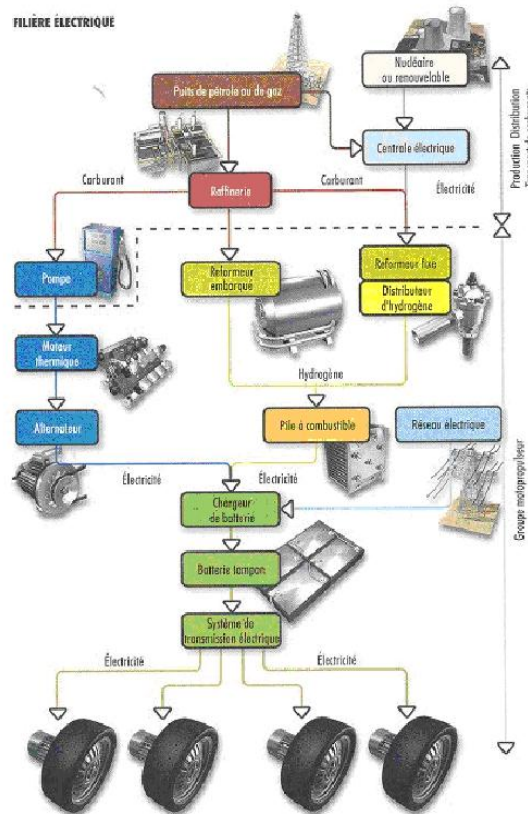 FILIÈRE ÉLECTRIQUE
Nucléaire
ou renouvelable
Puits de pétrole ou de gaz
Centrale électrique
Carburant
Carburant
Électricité
Raffinerie
Production Distribution
Pompe
Reformeur
embarqué
Reformeur fixe
Distributeur
d'hydrogène
Moteur
thermique
Hydrogène
Alternateur
Pile à combustible
Réseau électrique
Électricité
Électricité
Chargeur
de batterie
Groupe motopropulseur
Batterie tampon
Système de
transmission électrique
Électricité
Électricité